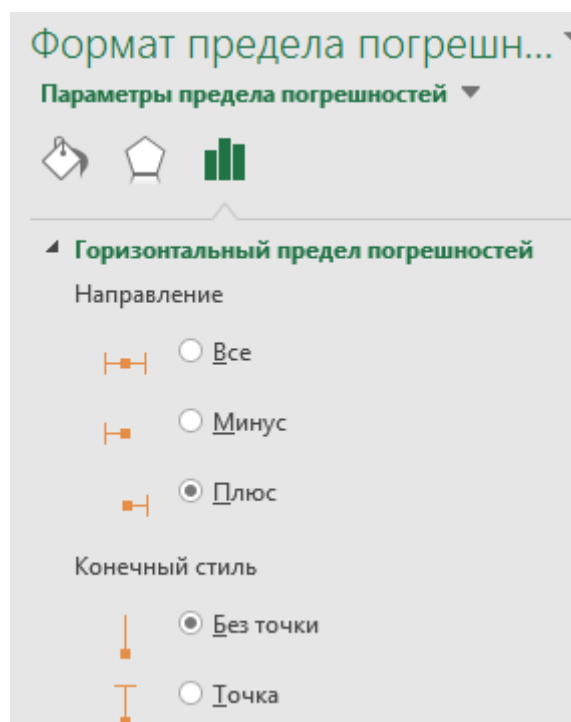 Формат предела погрешн...
Параметры предела погрешностей
Горизонтальный предел погрешностей
Направление
Все
Минус
Плюс
Конечный стиль
Без точки
Точка